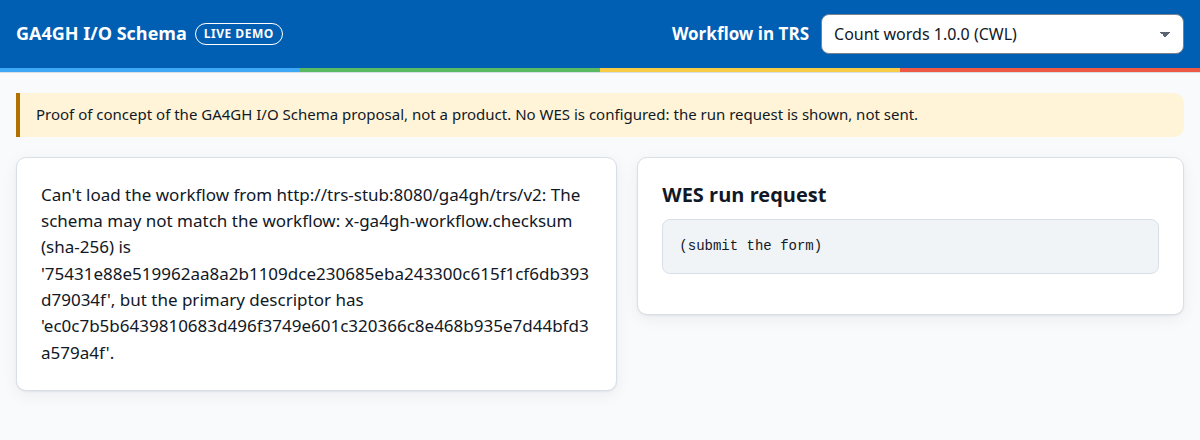 GA4GH I/O Schema
LIVE DEMO
Workflow in TRS
Count words 1.0.0 (CWL)
Proof of concept of the GA4GH I/O Schema proposal, not a product. No WES is configured: the run request is shown, not sent.
Can't load the workflow from http://trs-stub:8080/ga4gh/trs/v2: The
schema may not match the workflow: x-ga4gh-workflow.checksum
(sha-256) is
'75431e88e519962aa8a2b1109dce230685eba243300c615f1cf6db393
d79034f', but the primary descriptor has
'ec0c7b5b6439810683d496f3749e601c320366c8e468b935e7d44bfd3
a579a4f'.
WES run request
(submit the form)